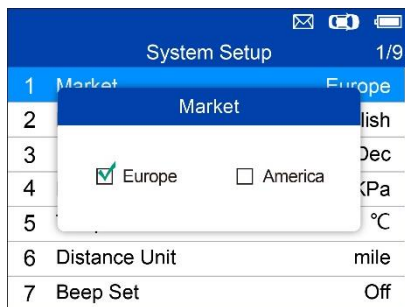 System Setup 1/9
1 Market Europe
Market
2 lish
3 Dec
Europe America
4 KPa
5 °C
6 Distance Unit mile
7 Beep Set Off